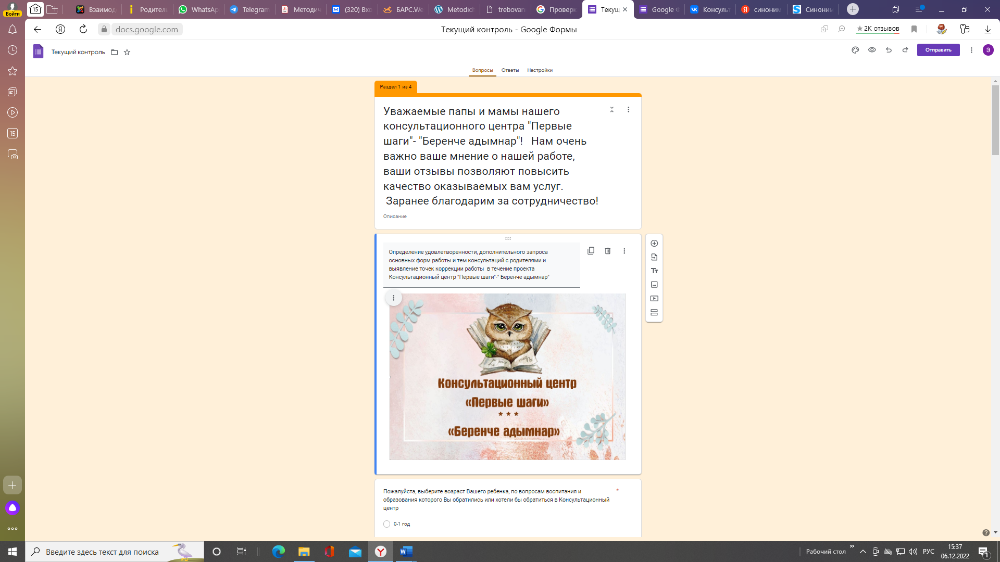 Войти
15
Взаимод
Родитель
WhatsAp
Telegram
Методич
(320) Вхо
БАРС.We
Metodich
trebovan
Проверк
Текущ
Google Ф
Консульт
синоним
Синоним
docs.google.com
Текущий контроль - Google Формы
2К отзывов
Текущий контроль
Отправить
Э
Вопросы
Ответы
Настройки
Раздел 1 из 4
Уважаемые папы и мамы нашего
консультационного центра "Первые
шаги"- "Беренче адымнар"! Нам очень
важно ваше мнение о нашей работе,
ваши отзывы позволяют повысить
качество оказываемых вам услуг.
Заранее благодарим за сотрудничество!
Описание
Определение удовлетворенности, дополнительного запроса
основных форм работы и тем консультаций с родителями и
выявление точек коррекции работы в течение проекта
Консультационный центр "Первые шаги"-" Беренче адымнар"
Консультационный центр
«Первые шаги»
* * *
«Беренче адымнар»
Пожалуйста, выберите возраст Вашего ребенка, по вопросам воспитания и *
образования которого Вы обратились или хотели бы обратиться в Консультационный
центр
0-1 год
15
Введите здесь текст для поиска
Рабочий стол
РУС
15:37
06.12.2022
1